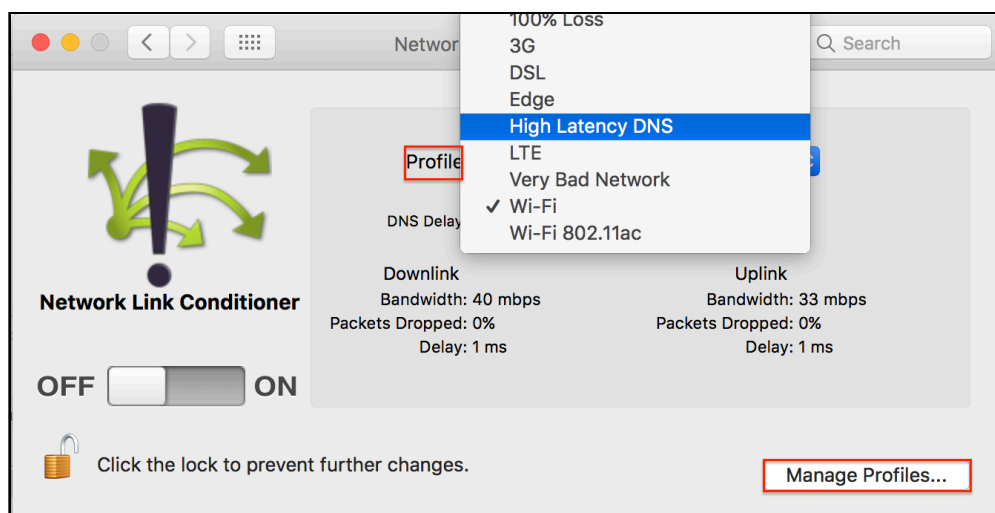 100% Loss
Networ
Search
3G
DSL
Edge
High Latency DNS
LTE
Profile
Very Bad Network
Wi-Fi
DNS Delay
Wi-Fi 802.11ac
Downlink
Uplink
Bandwidth: 40 mbps
Bandwidth: 33 mbps
Packets Dropped: 0%
Packets Dropped: 0%
Delay: 1 ms
Delay: 1 ms
Network Link Conditioner
OFF ON
Click the lock to prevent further changes.
Manage Profiles...